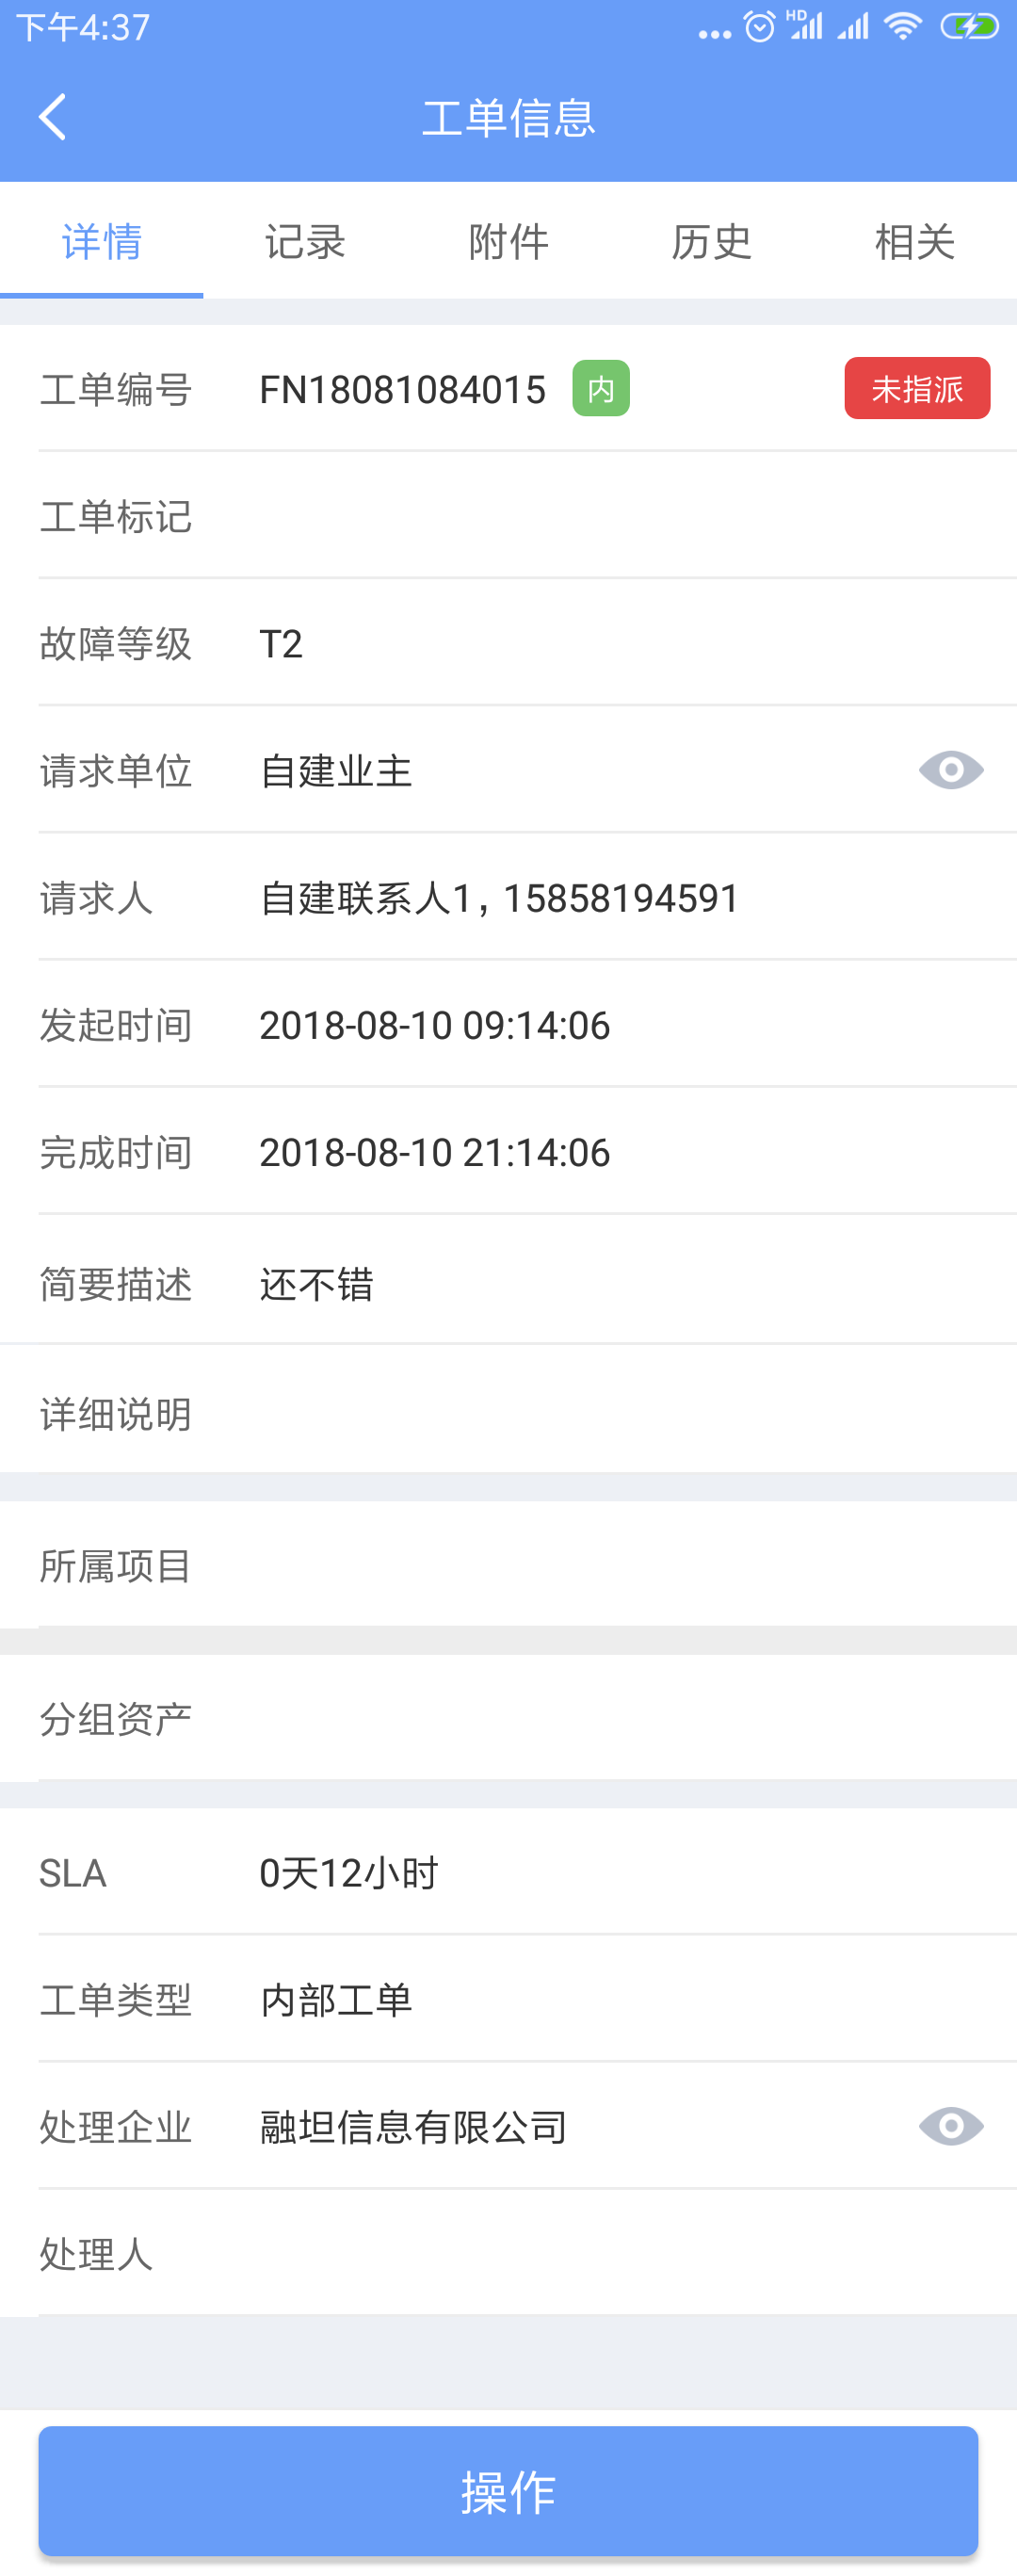 下午4:37
HD
工单信息
详情 记录 附件 历史 相关
工单编号 FN18081084015 内 未指派
工单标记
故障等级 T2
请求单位 自建业主
请求人 自建联系人1，15858194591
发起时间 2018-08-10 09:14:06
完成时间 2018-08-10 21:14:06
简要描述 还不错
详细说明
所属项目
分组资产
SLA 0天12小时
工单类型 内部工单
处理企业 融坦信息有限公司
处理人
操作